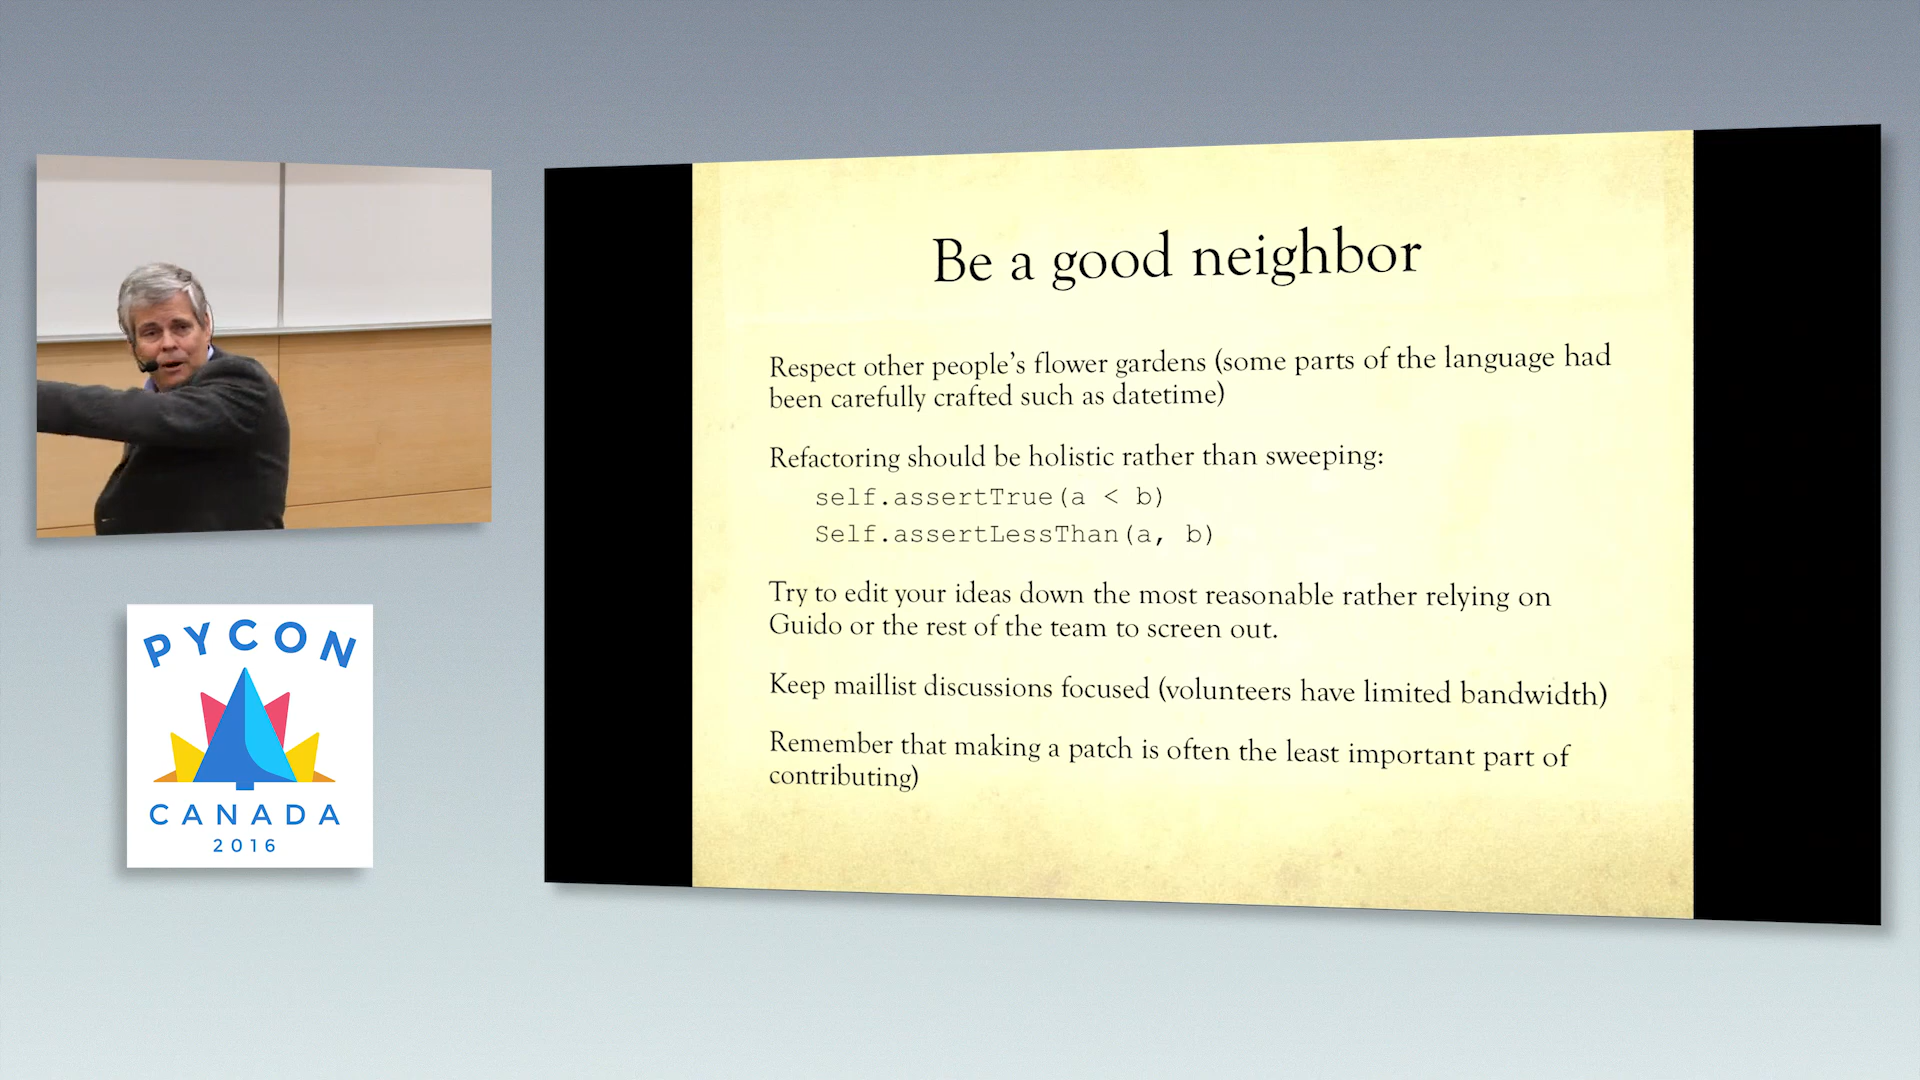 Be a good neighbor
Respect other people's flower gardens (some parts of the language had
been carefully crafted such as datetime)
Refactoring should be holistic rather than sweeping:
self.assertTrue(a < b)
Self.assertLessThan(a, b)
Try to edit your ideas down the most reasonable rather relying on
Guido or the rest of the team to screen out.
Keep maillist discussions focused (volunteers have limited bandwidth)
Remember that making a patch is often the least important part of
contributing)
PYCON
CANADA
2016